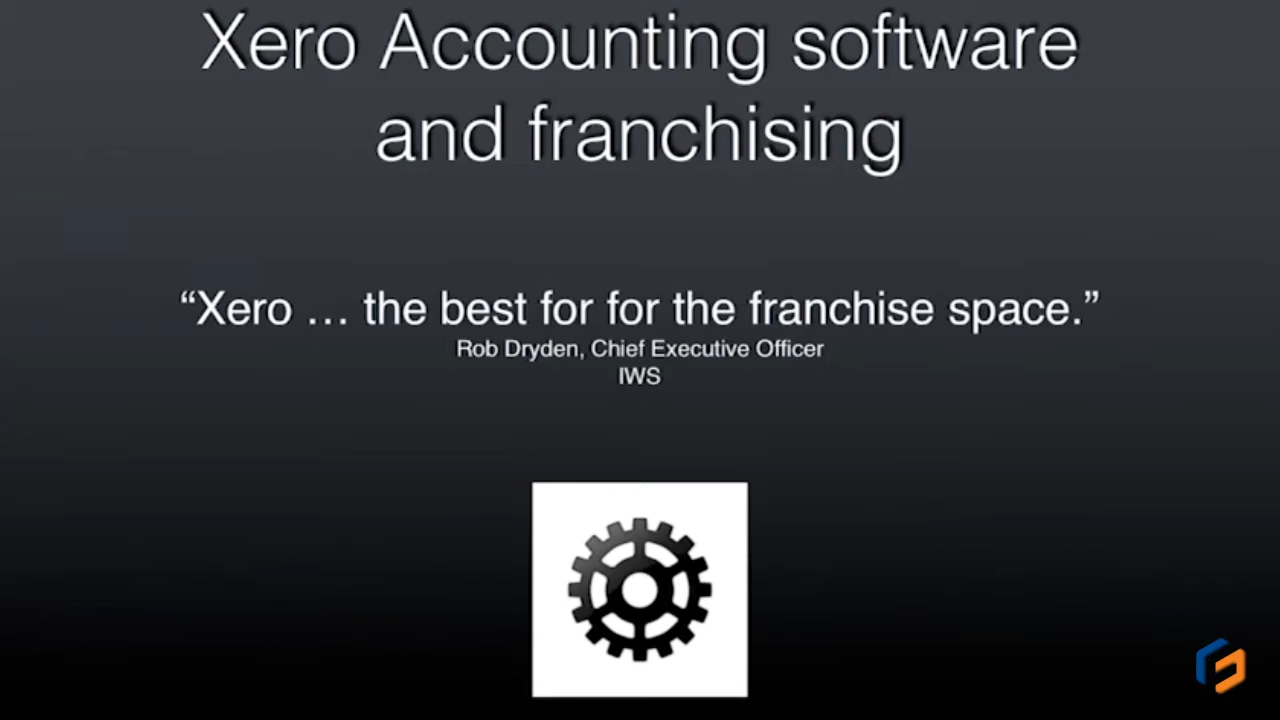 Xero Accounting software
and franchising
“Xero … the best for for the franchise space.”
Rob Dryden, Chief Executive Officer
IWS